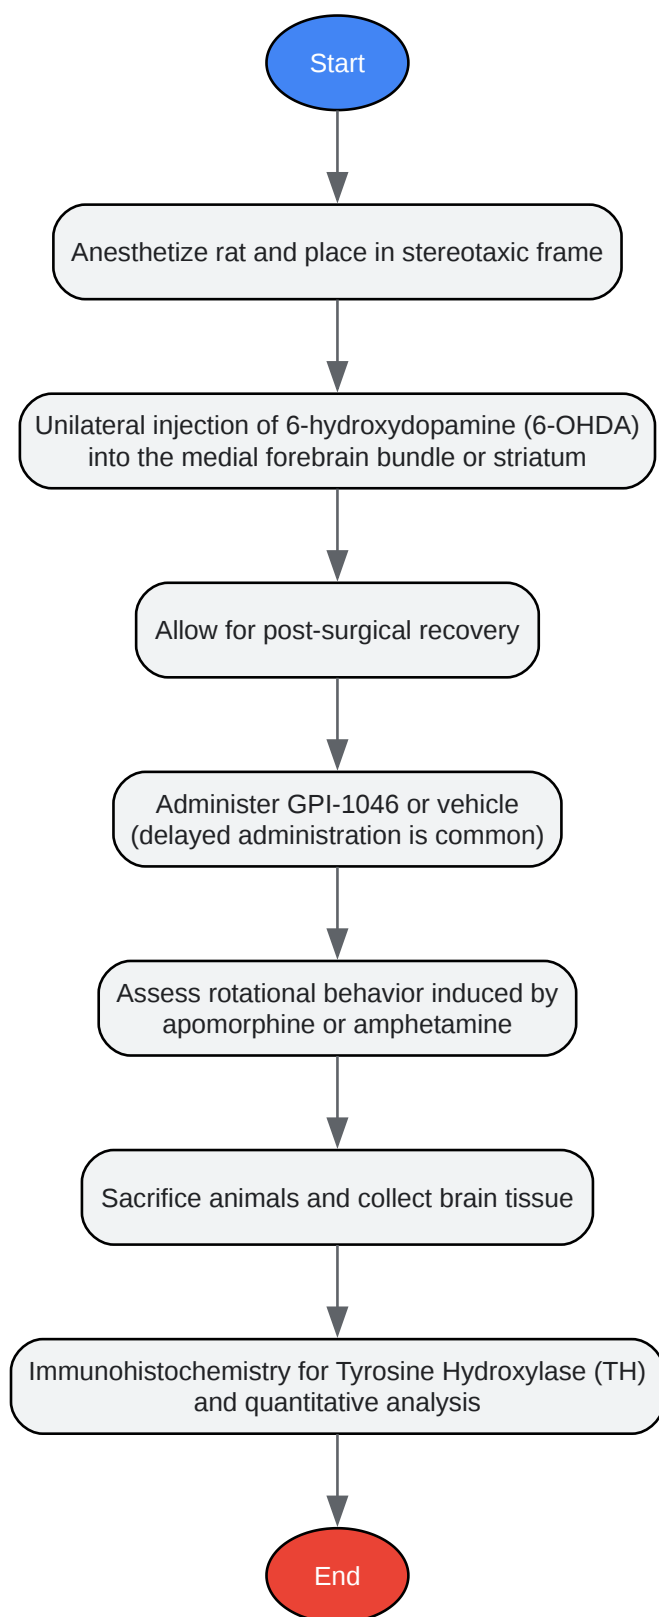 Start
Anesthetize rat and place in stereotaxic frame
Unilateral injection of 6-hydroxydopamine (6-OHDA)
into the medial forebrain bundle or striatum
Allow for post-surgical recovery
Administer GPI-1046 or vehicle
(delayed administration is common)
Assess rotational behavior induced by
apomorphine or amphetamine
Sacrifice animals and collect brain tissue
Immunohistochemistry for Tyrosine Hydroxylase (TH)
and quantitative analysis
End